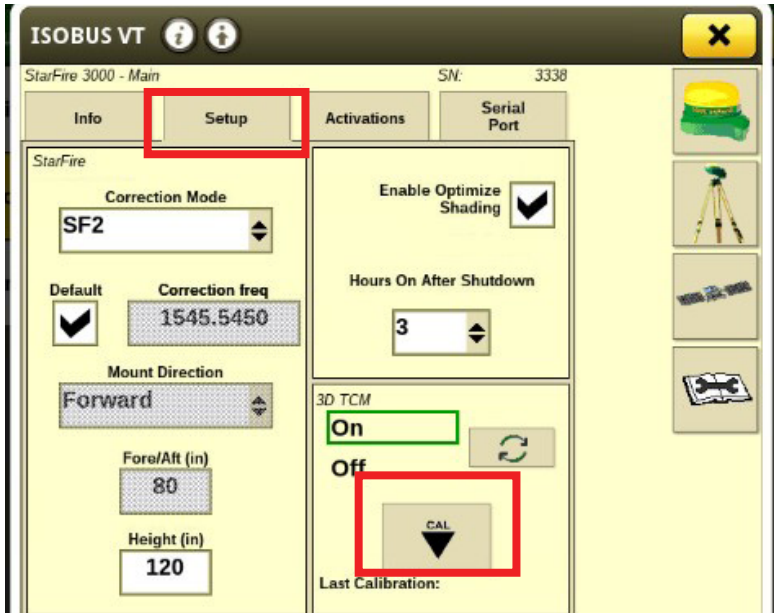 ISOBUS VT
StarFire 3000 - Main
SN: 3338
Info
Setup
Activations
Serial
Port
StarFire
Correction Mode
SF2
Default
Correction freq
1545.5450
Mount Direction
Forward
Fore/Aft (in)
80
Height (in)
120
Enable Optimize
Shading
Hours On After Shutdown
3
3D TCM
On
Off
CAL
Last Calibration: